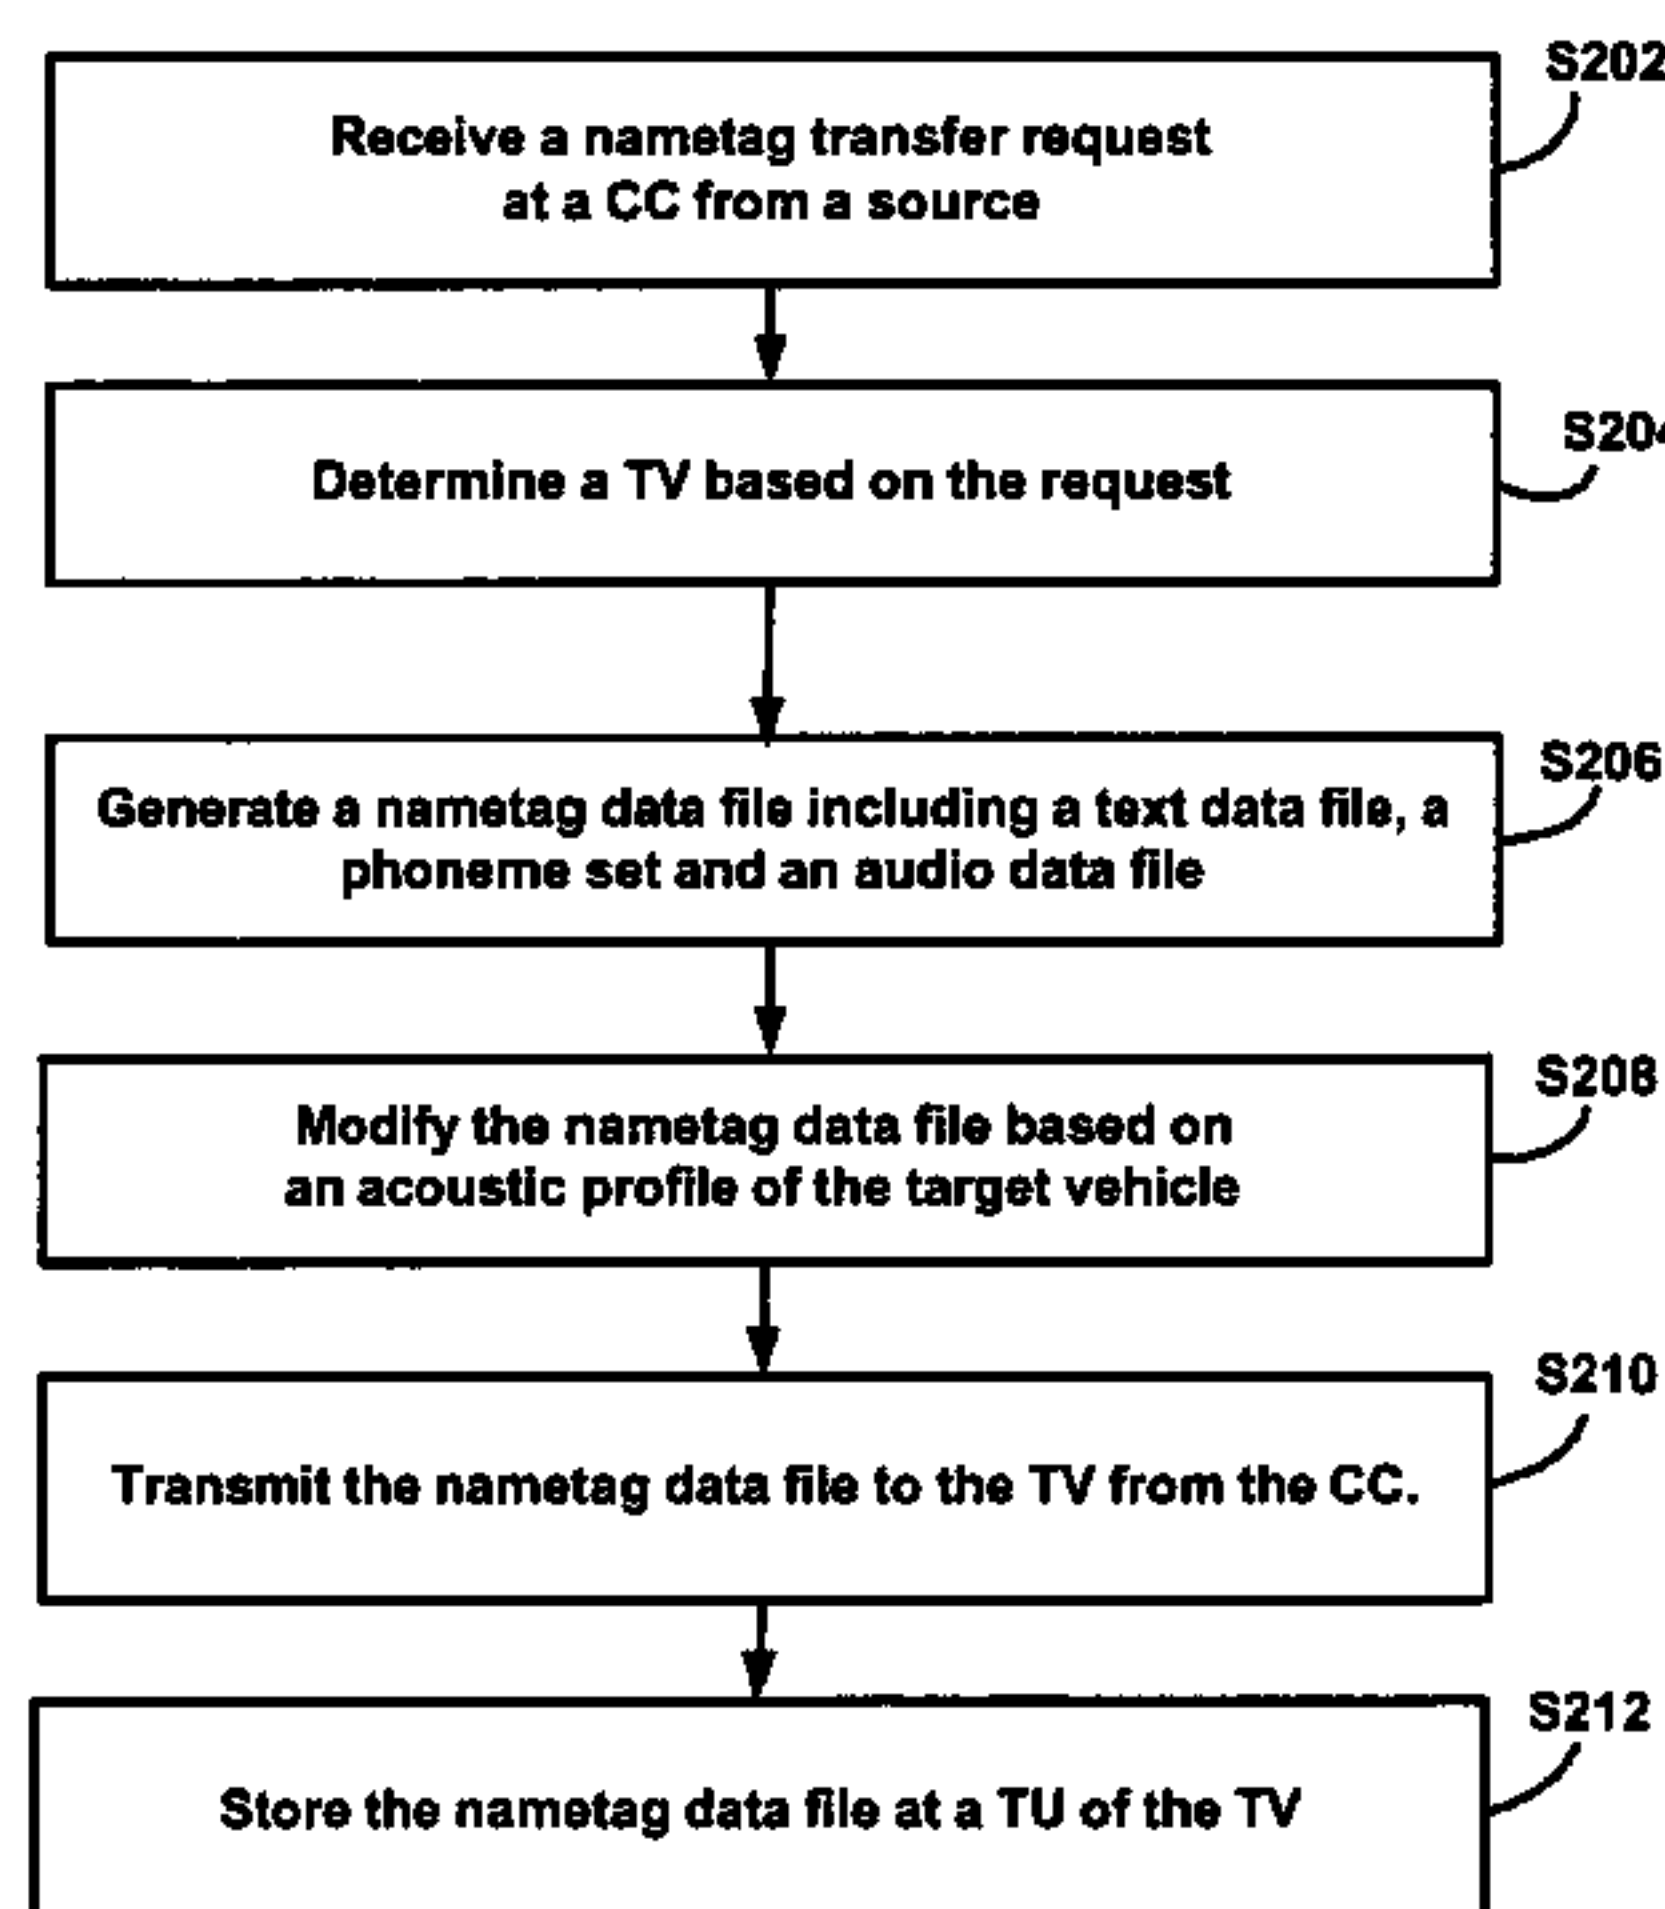 S202
Receive a nametag transfer request
at a CC from a source
S204
Determine a TV based on the request
S206
Generate a nametag data file including a text data file, a
phoneme set and an audio data file
S208
Modify the nametag data file based on
an acoustic profile of the target vehicle
S210
Transmit the nametag data file to the TV from the CC.
S212
Store the nametag data file at a TU of the TV